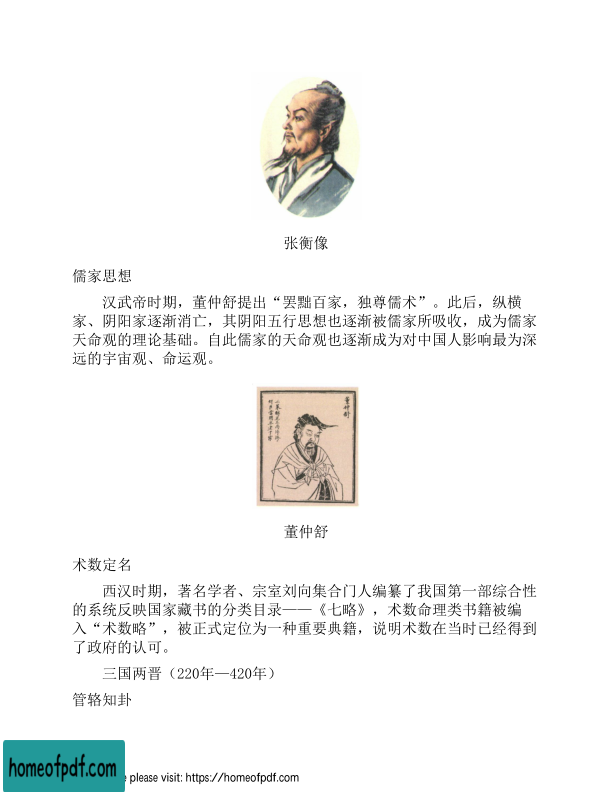 张衡像
儒家思想
汉武帝时期，董仲舒提出“罢黜百家，独尊儒术”。此后，纵横
家、阴阳家逐渐消亡，其阴阳五行思想也逐渐被儒家所吸收，成为儒家
天命观的理论基础。自此儒家的天命观也逐渐成为对中国人影响最为深
远的宇宙观、命运观。
董仲舒
董仲舒
术数定名
西汉时期，著名学者、宗室刘向集合门人编纂了我国第一部综合性
的系统反映国家藏书的分类目录——《七略》，术数命理类书籍被编
入“术数略”，被正式定位为一种重要典籍，说明术数在当时已经得到
了政府的认可。
三国两晋（220年—420年）
管辂知卦
homeofpdf.com
please visit: https://homeofpdf.com